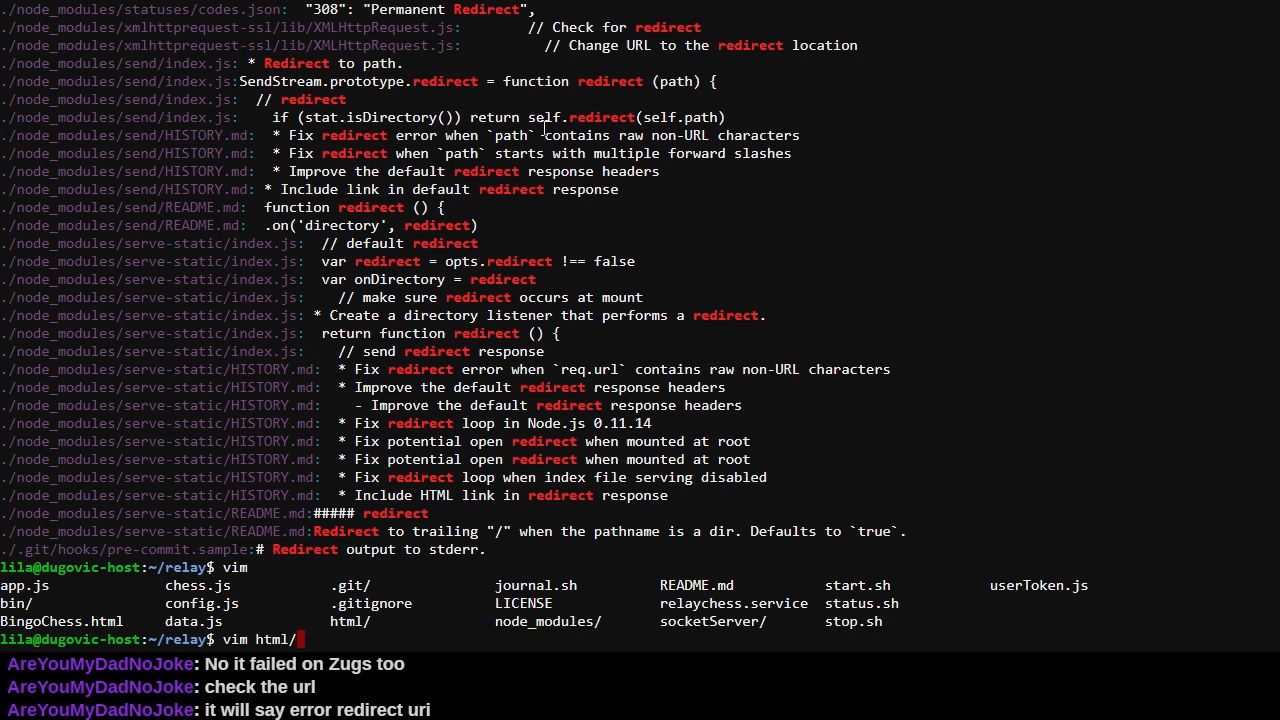 ./node_modules/statuses/codes.json:  "308": "Permanent Redirect",
./node_modules/xmlhttprequest-ssl/lib/XMLHttpRequest.js:        // Check for redirect
./node_modules/xmlhttprequest-ssl/lib/XMLHttpRequest.js:          // Change URL to the redirect location
./node_modules/send/index.js: * Redirect to path.
./node_modules/send/index.js:SendStream.prototype.redirect = function redirect (path) {
./node_modules/send/index.js:  // redirect
./node_modules/send/index.js:    if (stat.isDirectory()) return self.redirect(self.path)
./node_modules/send/HISTORY.md:  * Fix redirect error when `path` contains raw non-URL characters
./node_modules/send/HISTORY.md:  * Fix redirect when `path` starts with multiple forward slashes
./node_modules/send/HISTORY.md:  * Improve the default redirect response headers
./node_modules/send/HISTORY.md: * Include link in default redirect response
./node_modules/send/README.md:  function redirect () {
./node_modules/send/README.md:  .on('directory', redirect)
./node_modules/serve-static/index.js:  // default redirect
./node_modules/serve-static/index.js:  var redirect = opts.redirect !== false
./node_modules/serve-static/index.js:  var onDirectory = redirect
./node_modules/serve-static/index.js:    // make sure redirect occurs at mount
./node_modules/serve-static/index.js: * Create a directory listener that performs a redirect.
./node_modules/serve-static/index.js:  return function redirect () {
./node_modules/serve-static/index.js:    // send redirect response
./node_modules/serve-static/HISTORY.md:  * Fix redirect error when `req.url` contains raw non-URL characters
./node_modules/serve-static/HISTORY.md:  * Improve the default redirect response headers
./node_modules/serve-static/HISTORY.md:    - Improve the default redirect response headers
./node_modules/serve-static/HISTORY.md:  * Fix redirect loop in Node.js 0.11.14
./node_modules/serve-static/HISTORY.md:  * Fix potential open redirect when mounted at root
./node_modules/serve-static/HISTORY.md:  * Fix potential open redirect when mounted at root
./node_modules/serve-static/HISTORY.md:  * Fix redirect loop when index file serving disabled
./node_modules/serve-static/HISTORY.md:  * Include HTML link in redirect response
./node_modules/serve-static/README.md:##### redirect
./node_modules/serve-static/README.md:Redirect to trailing "/" when the pathname is a dir. Defaults to `true`.
./.git/hooks/pre-commit.sample:# Redirect output to stderr.
lila@dugovic-host:~/relay$ vim
app.js              chess.js            .git/               journal.sh          README.md           start.sh            userToken.js
bin/                config.js           .gitignore          LICENSE             relaychess.service  status.sh
BingoChess.html     data.js             html/               node_modules/       socketServer/       stop.sh
lila@dugovic-host:~/relay$ vim html/
AreYouMyDadNoJoke: No it failed on Zugs too
AreYouMyDadNoJoke: check the url
AreYouMyDadNoJoke: it will say error redirect uri